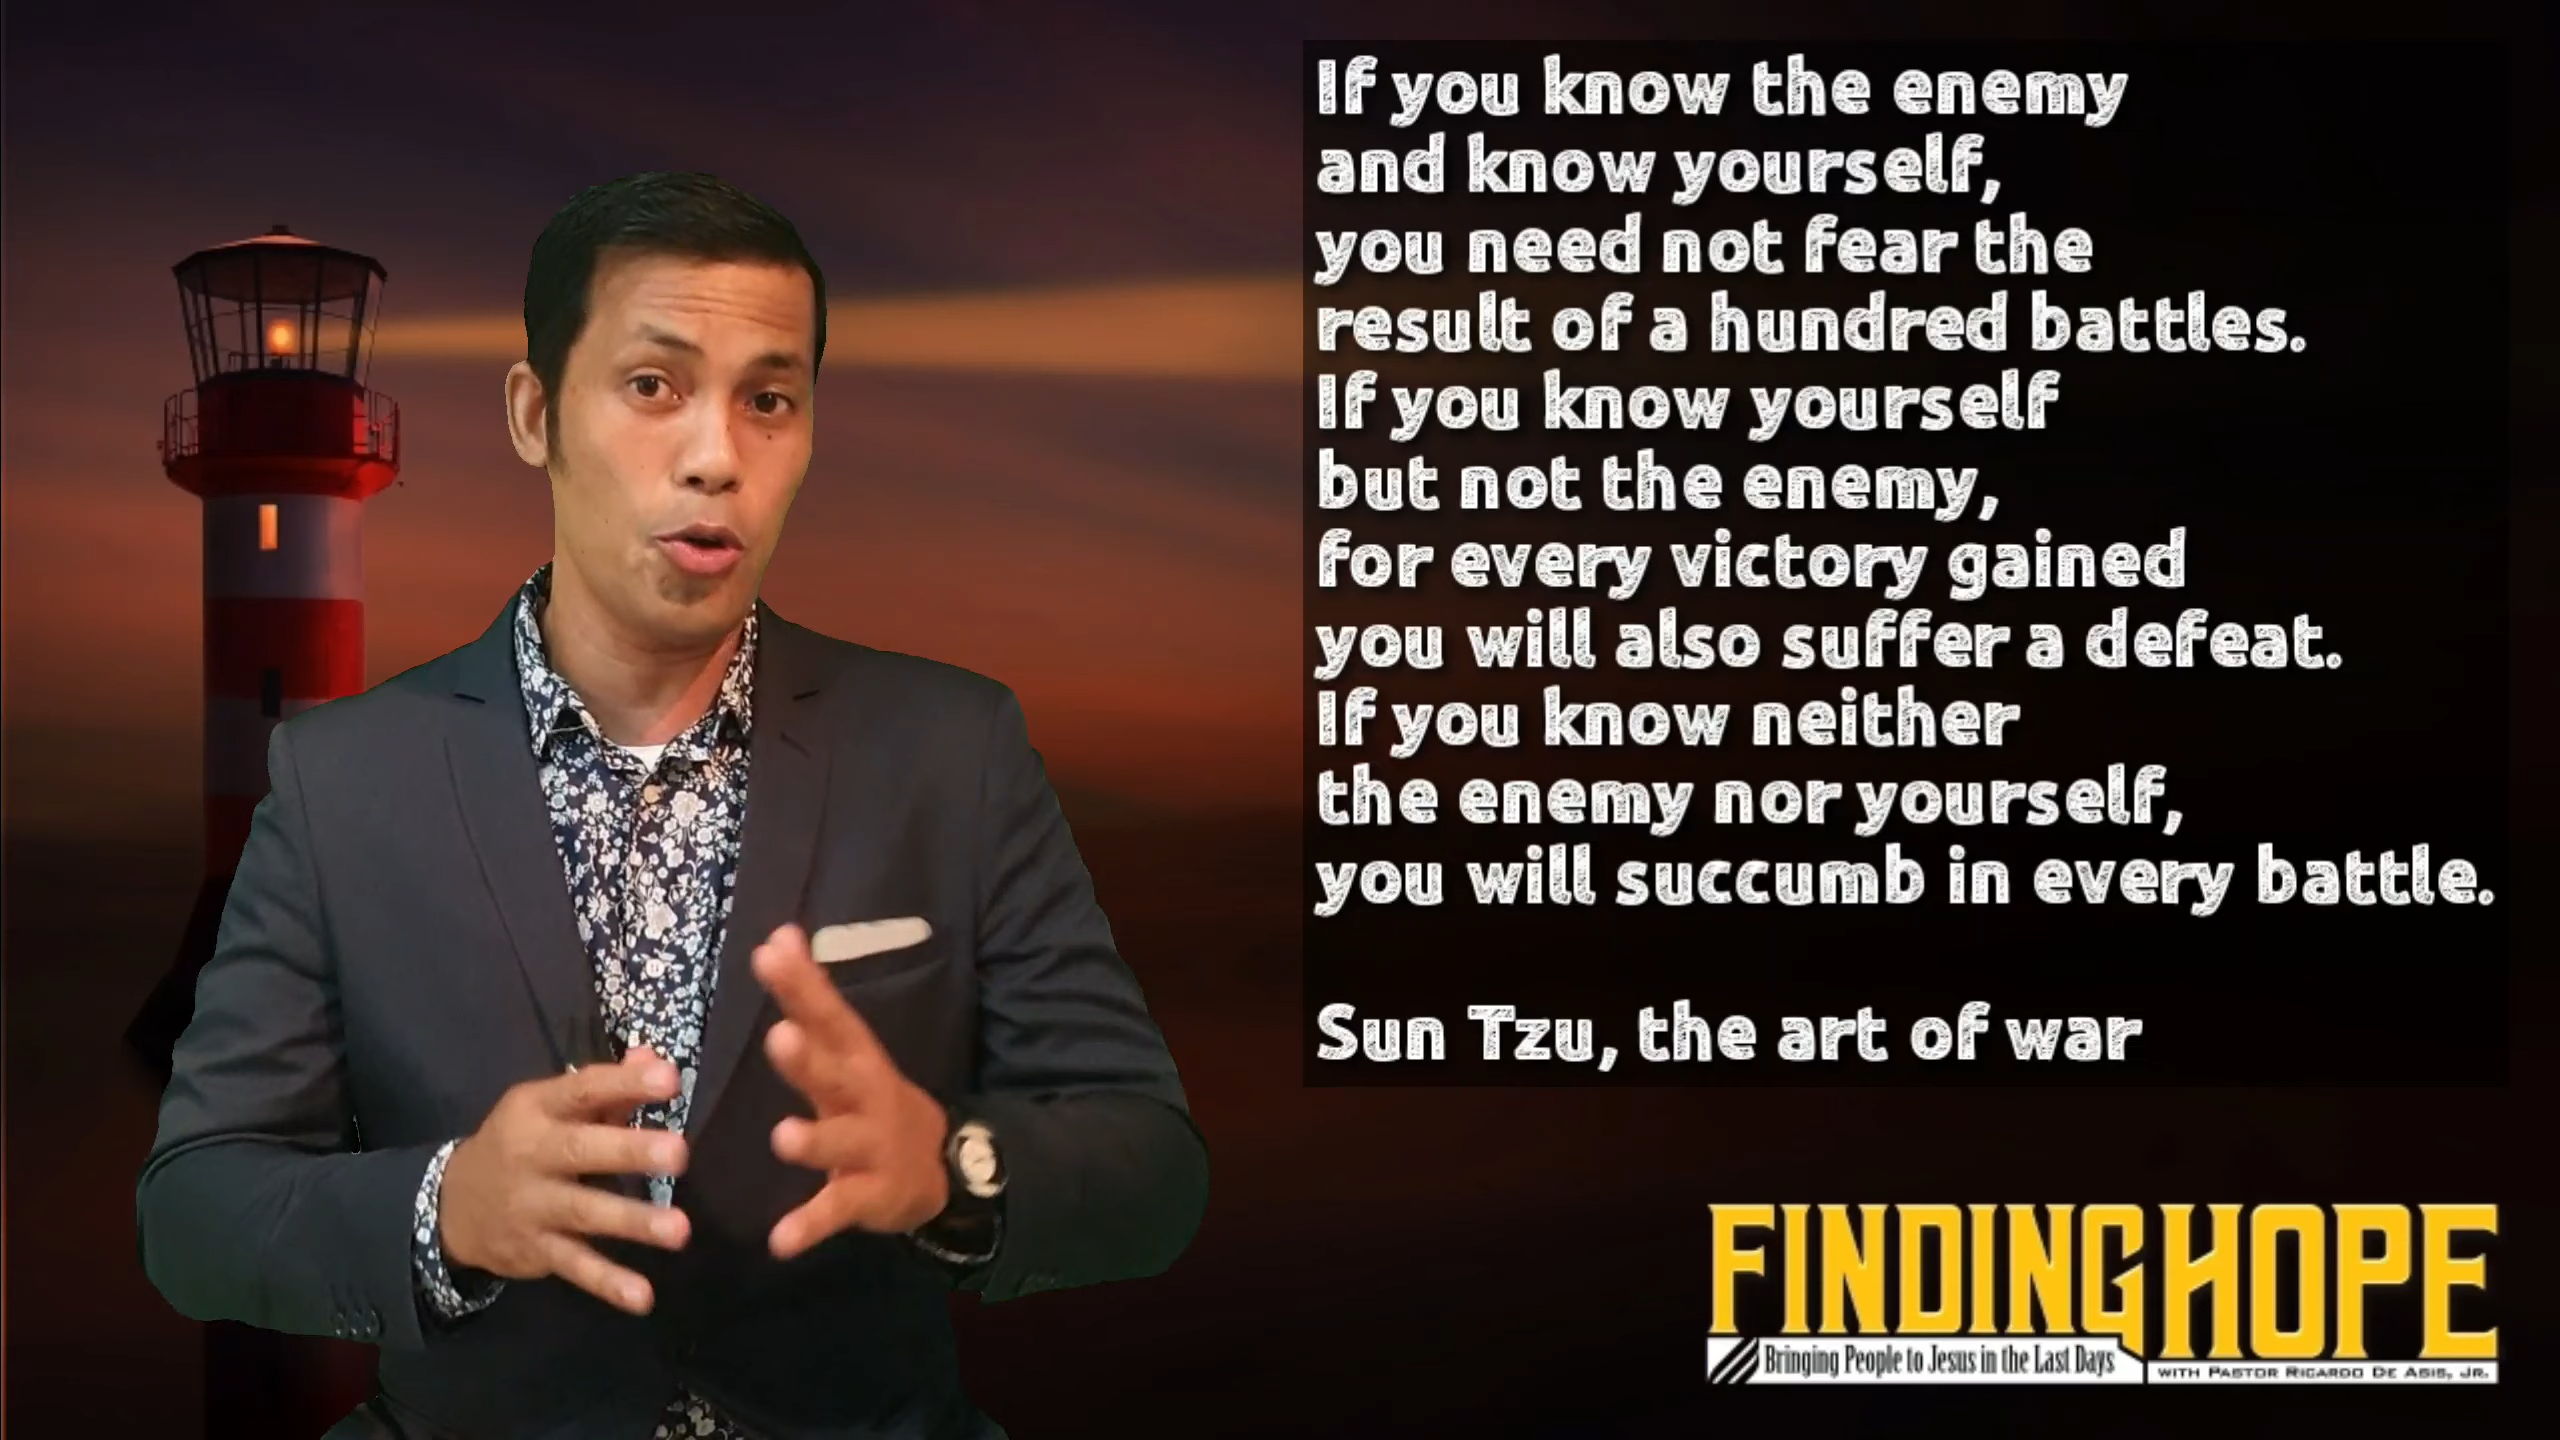 If you know the enemy
and know yourself,
you need not fear the
result of a hundred battles.
If you know yourself
but not the enemy,
for every victory gained
you will also suffer a defeat.
If you know neither
the enemy nor yourself,
you will succumb in every battle.
Sun Tzu, the art of war
FINDING HOPE
Bringing People to Jesus in the Last Days
WITH PASTOR RICARDO DE ASIS, JR.